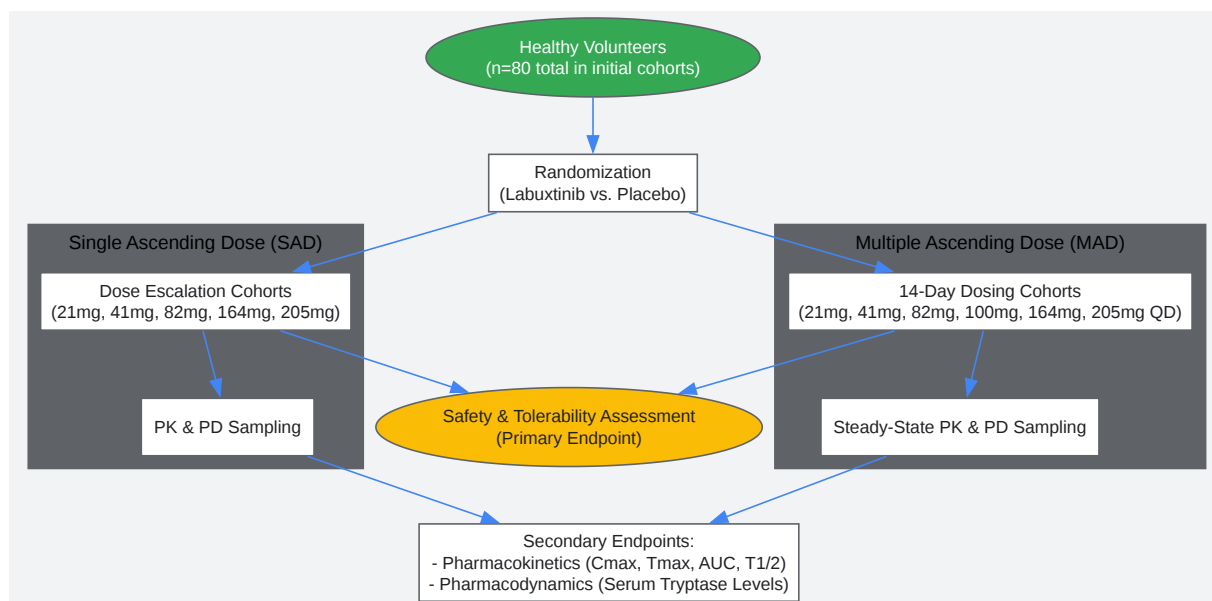 Healthy Volunteers
(n=80 total in initial cohorts)
Randomization
(Labuxtinib vs. Placebo)
Single Ascending Dose (SAD)
Dose Escalation Cohorts
(21mg, 41mg, 82mg, 164mg, 205mg)
PK & PD Sampling
Multiple Ascending Dose (MAD)
14-Day Dosing Cohorts
(21mg, 41mg, 82mg, 100mg, 164mg, 205mg QD)
Steady-State PK & PD Sampling
Safety & Tolerability Assessment
(Primary Endpoint)
Secondary Endpoints:
- Pharmacokinetics (Cmax, Tmax, AUC, T1/2)
- Pharmacodynamics (Serum Tryptase Levels)